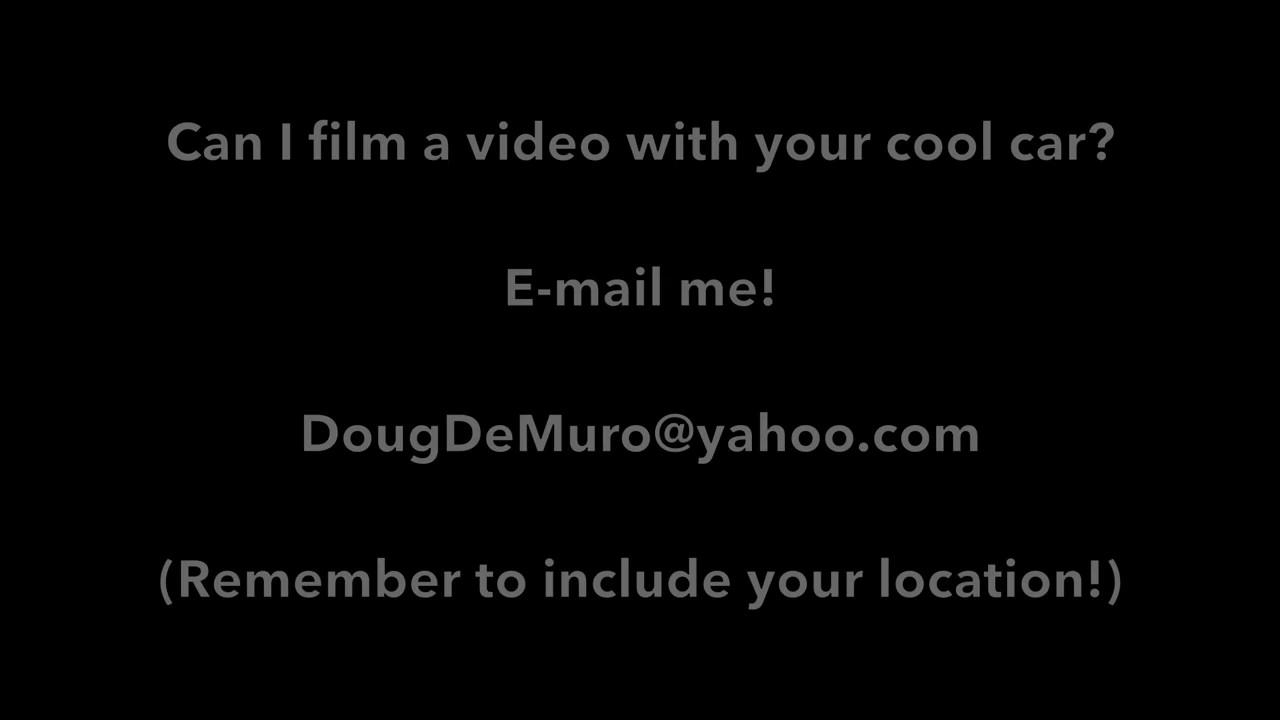 Can I film a video with your cool car?
E-mail me!
DougDeMuro@yahoo.com
(Remember to include your location!)